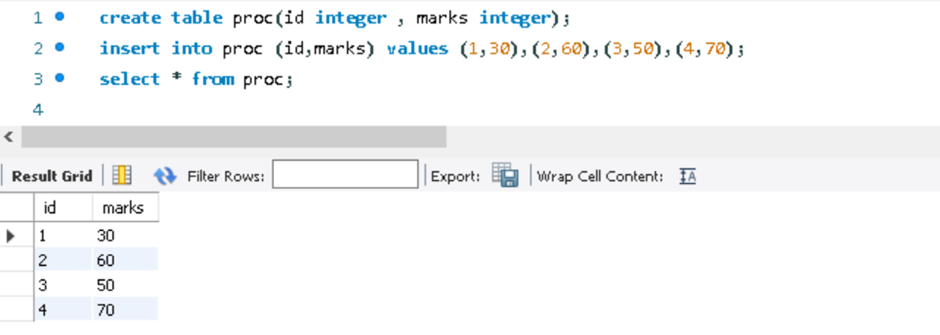 1 create table proc(id integer , marks integer);
2 insert into proc (id,marks) values (1,30),(2,60),(3,50),(4,70);
3 select * from proc;
4
Result Grid Filter Rows: Export: Wrap Cell Content: IA
id marks
1 30
2 60
3 50
4 70